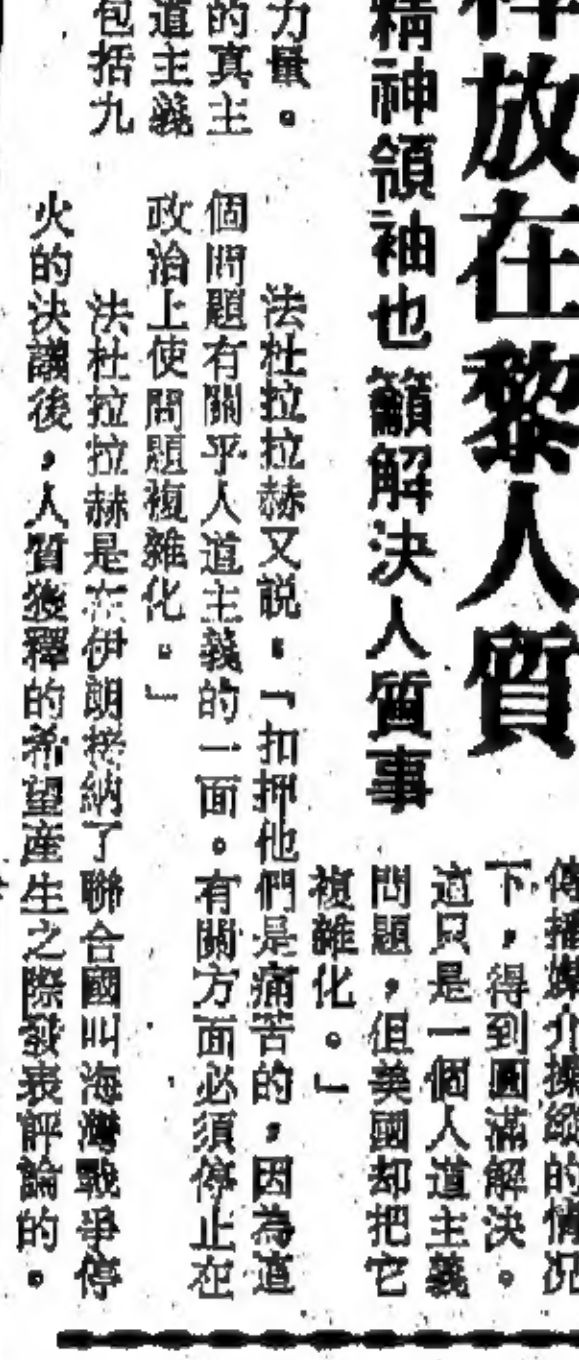 放在黎人質
精神領袖也籲解決人質事
傳播媒介操縱的情况
下，得到圓滿解決。
這只是一個人道主義
問題，但美國却把它
複雜化。」
力量。
的真主
道主義
包括九
法杜拉拉赫又説：「扣押他們是痛苦的，因為這
個問題有關乎人道主義的一面。有關方面必須停止在
政治上使問題複雜化。」
法杜拉拉赫是在伊朗接納了聯合國叫海灣戰爭停
火的決議後，人質獲釋的希望產生之際發表評論的。